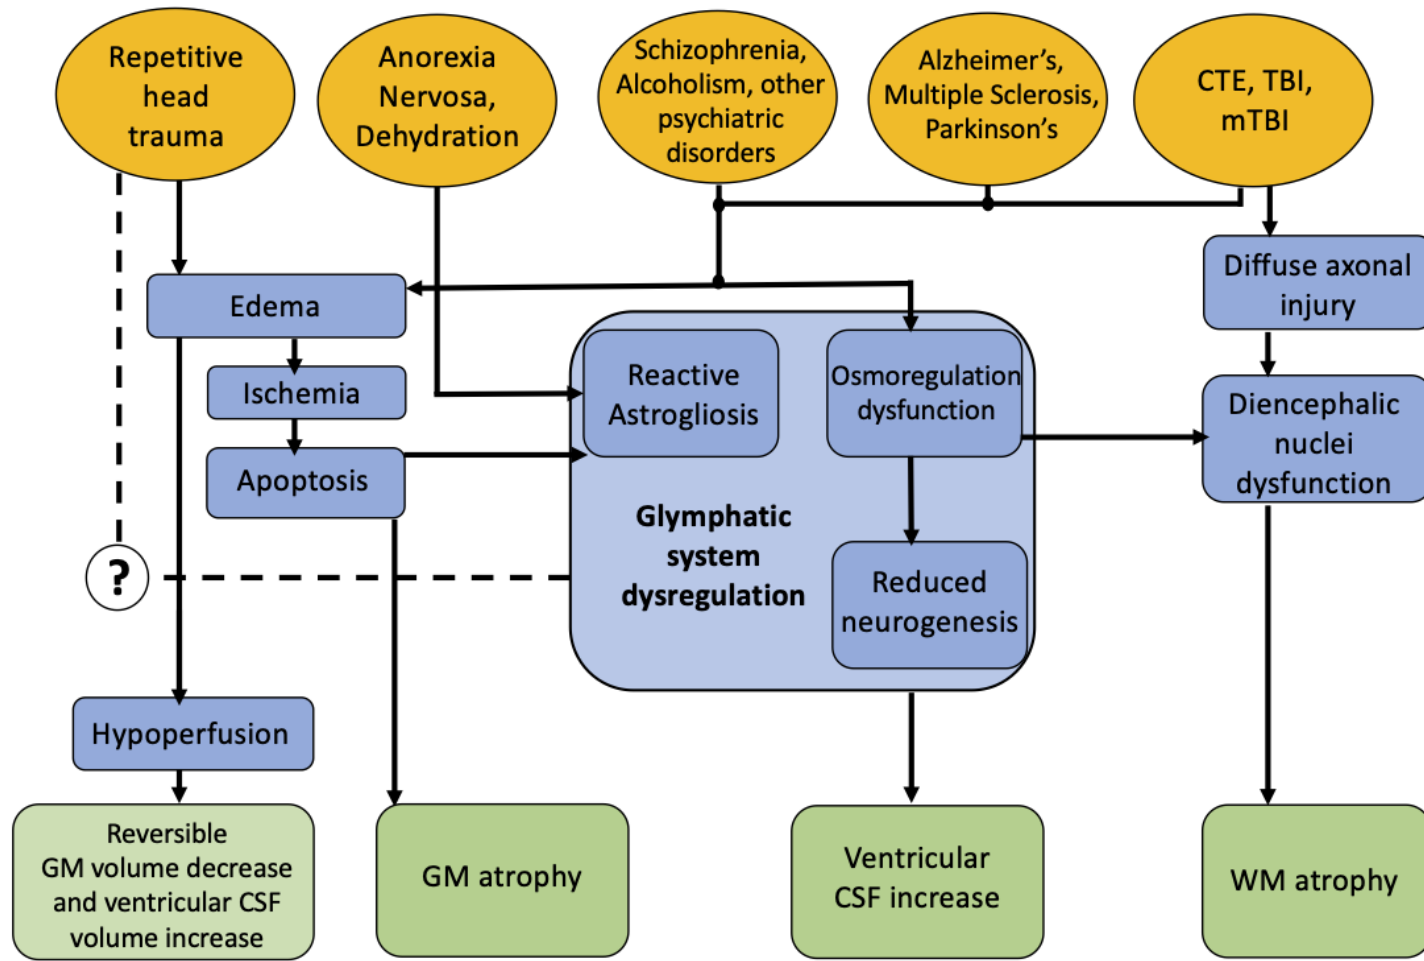 Repetitive
head
trauma
Anorexia
Nervosa,
Dehydration
Schizophrenia,
Alcoholism, other
psychiatric
disorders
Alzheimer's,
Multiple Sclerosis,
Parkinson's
CTE, TBI,
mTBI
Edema
Ischemia
Apoptosis
Reactive
Astrogliosis
Osmoregulation
dysfunction
Diffuse axonal
injury
Diencephalic
nuclei
dysfunction
Glymphatic
system
dysregulation
Reduced
neurogenesis
?
Hypoperfusion
Reversible
GM volume decrease
and ventricular CSF
volume increase
GM atrophy
Ventricular
CSF increase
WM atrophy